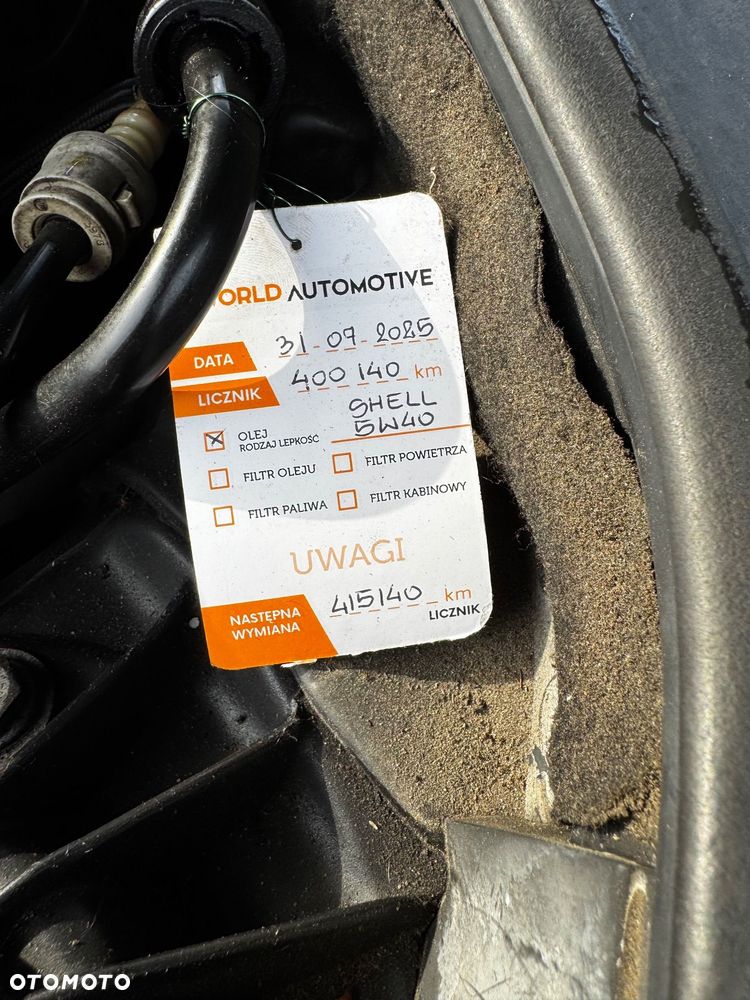 ORLD AUTOMOTIVE
DATA 31-07-2025
LICZNIK 400 140 km
OLEJ SHELL
RODZAJ LEPKOŚĆ 5W40
FILTR OLEJU FILTR POWIETRZA
FILTR PALIWA FILTR KABINOWY
UWAGI
NASTĘPNA 415140 km
WYMIANA LICZNIK
OTOMOTO